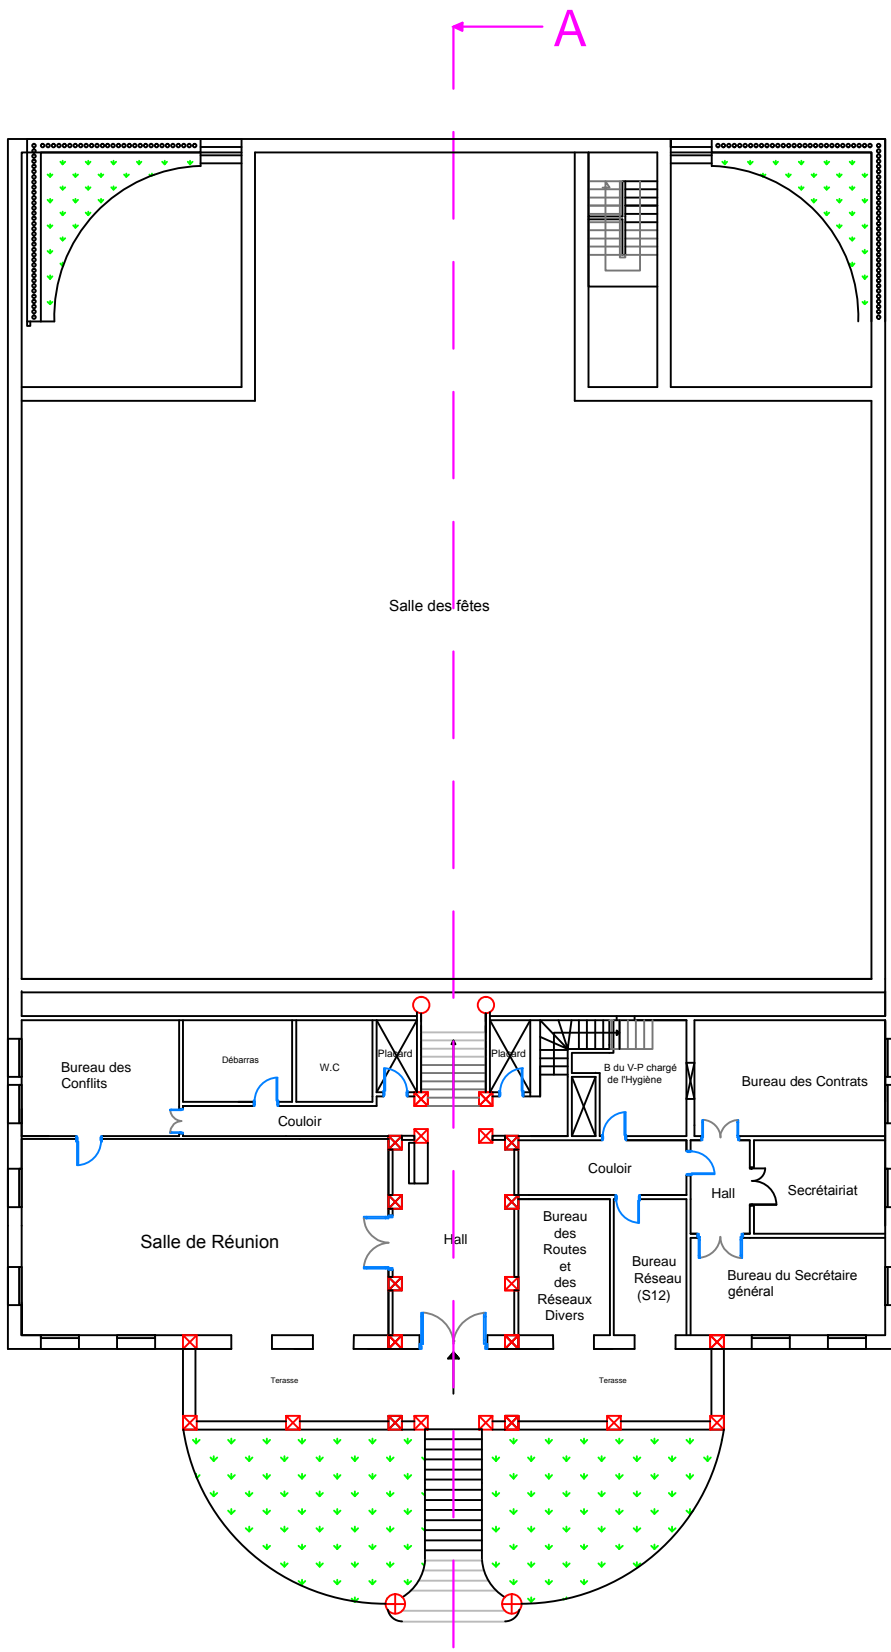 A
Salle des fêtes
Bureau des
Conflits
Débarras
W.C
Placard
Placard
B du V-P chargé
de l'Hygiène
Bureau des Contrats
Couloir
Couloir
Hall
Secrétairiat
Salle de Réunion
Hall
Bureau
des
Routes
et
des
Réseaux
Divers
Bureau
Réseau
(S12)
Bureau du Secrétaire
général
Terasse
Terasse